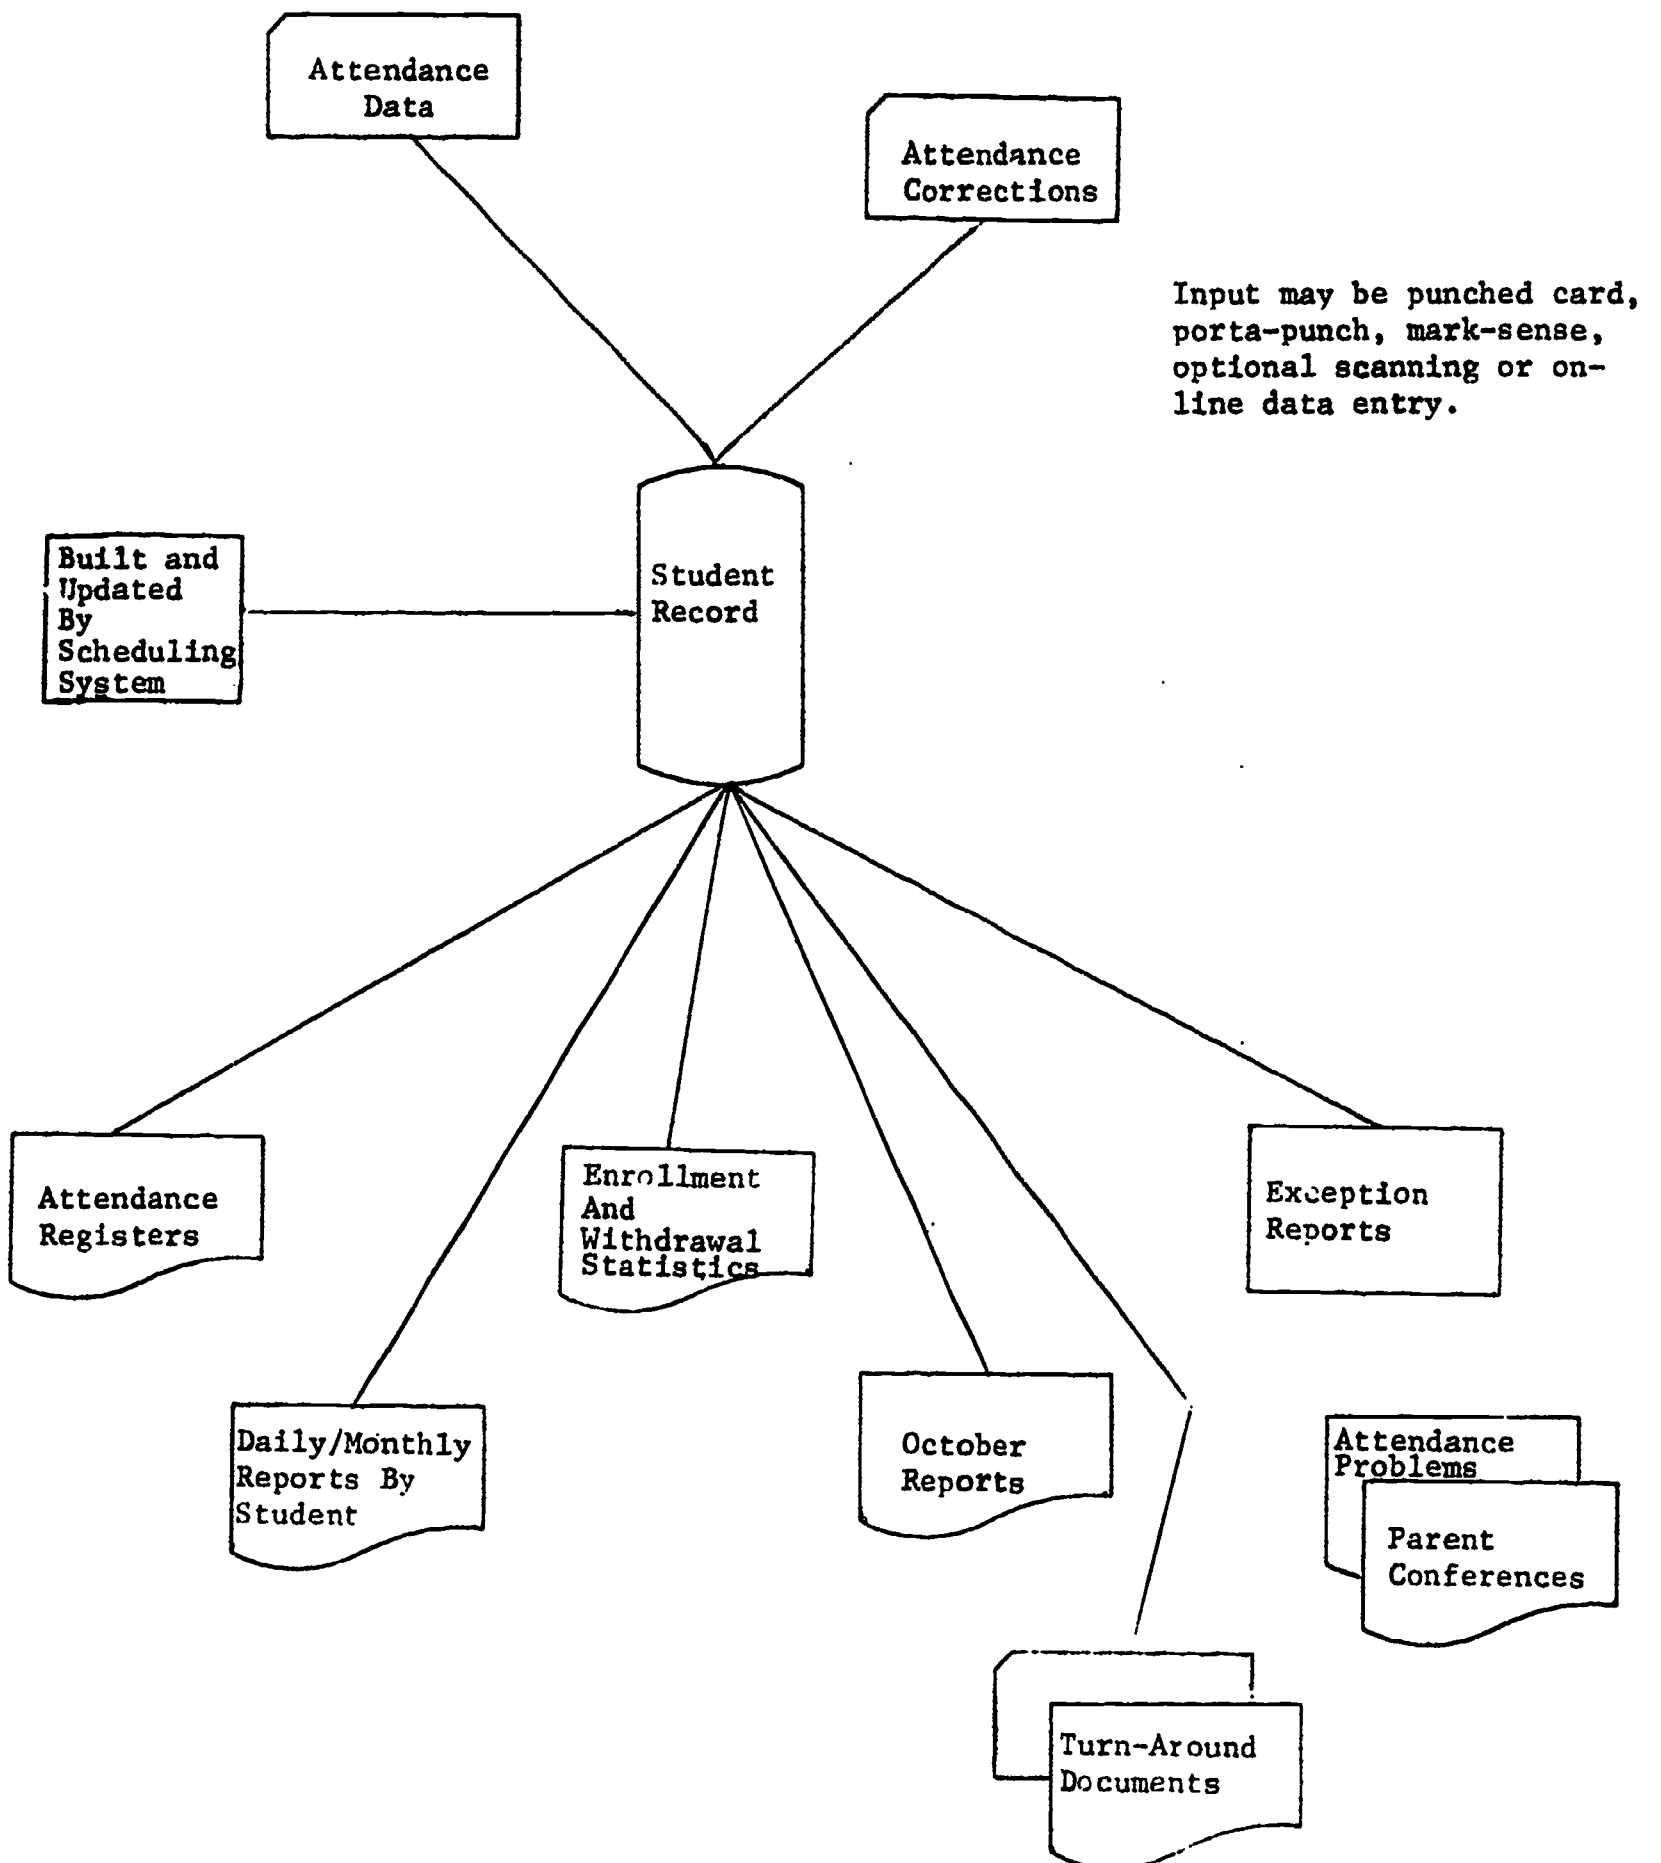 Attendance
Data
Attendance
Corrections
Input may be punched card,
porta-punch, mark-sense,
optional scanning or on-
line data entry.
Built and
Updated
By
Scheduling
System
Student
Record
Attendance
Registers
Enrollment
And
Withdrawal
Statistics
Exception
Reports
Daily/Monthly
Reports By
Student
October
Reports
Attendance
Problems
Parent
Conferences
Turn-Around
Documents